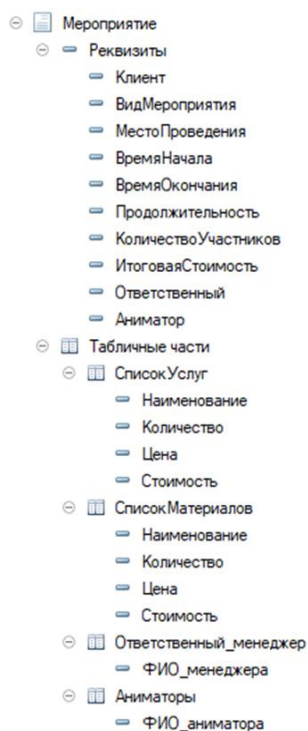 Мероприятие
Реквизиты
Клиент
ВидМероприятия
МестоПроведения
ВремяНачала
ВремяОкончания
Продолжительность
КоличествоУчастников
ИтоговаяСтоимость
Ответственный
Аниматор
Табличные части
СписокУслуг
Наименование
Количество
Цена
Стоимость
СписокМатериалов
Наименование
Количество
Цена
Стоимость
Ответственный_менеджер
ФИО_менеджера
Аниматоры
ФИО_аниматора